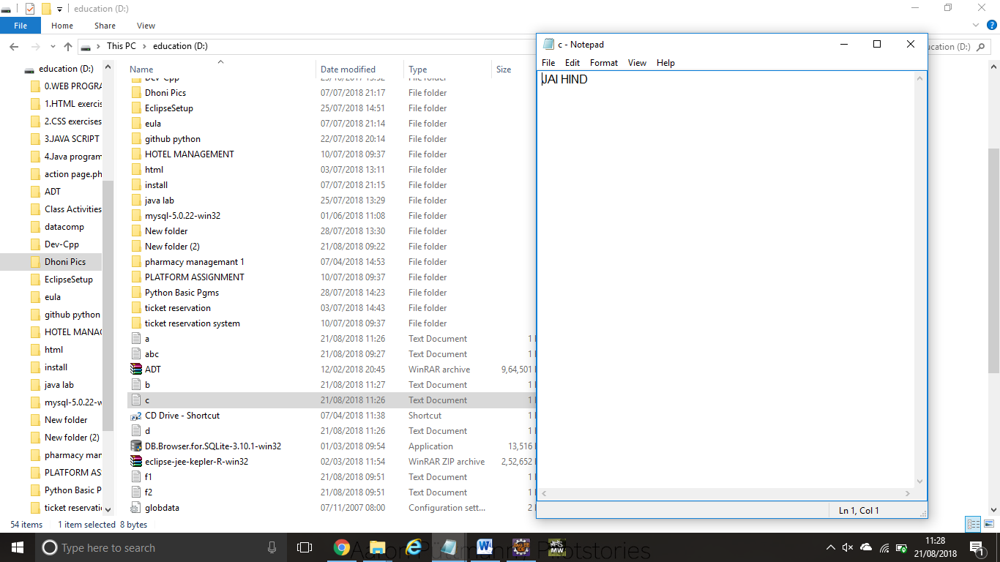 education (D:)
File Home Share View
This PC education (D:)
education (D:)
0.WEB PROGRA
1.HTML exercis
2.CSS exercises
3.JAVA SCRIPT
4.Java program
action page.ph
ADT
Class Activities
datacomp
Dev-Cpp
Dhoni Pics
EclipseSetup
eula
github python
HOTEL MANAG
html
install
java lab
mysql-5.0.22-w
New folder
New folder (2)
pharmacy man
PLATFORM AS
Python Basic P
ticket reservati
Name Date modified Type Size
Dev-Cpp File folder
Dhoni Pics 07/07/2018 21:17 File folder
EclipseSetup 25/07/2018 14:51 File folder
eula 07/07/2018 21:14 File folder
github python 22/07/2018 20:14 File folder
HOTEL MANAGEMENT 10/07/2018 09:37 File folder
html 03/07/2018 13:11 File folder
install 07/07/2018 21:15 File folder
java lab 25/07/2018 13:29 File folder
mysql-5.0.22-win32 01/06/2018 11:08 File folder
New folder 28/07/2018 13:30 File folder
New folder (2) 21/08/2018 09:22 File folder
pharmacy managemant 1 07/04/2018 14:53 File folder
PLATFORM ASSIGNMENT 10/07/2018 09:37 File folder
Python Basic Pgms 28/07/2018 14:23 File folder
ticket reservation 03/07/2018 14:43 File folder
ticket reservation system 10/07/2018 09:37 File folder
a 21/08/2018 11:26 Text Document 1
abc 21/08/2018 09:27 Text Document 1
ADT 12/02/2018 20:45 WinRAR archive 9,64,501
b 21/08/2018 11:27 Text Document 1
c 21/08/2018 11:26 Text Document 1
CD Drive - Shortcut 07/04/2018 11:38 Shortcut 1
d 21/08/2018 11:26 Text Document 1
DB.Browser.for.SQLite-3.10.1-win32 01/03/2018 09:54 Application 13,516
eclipse-jee-kepler-R-win32 02/03/2018 11:54 WinRAR ZIP archive 2,52,652
f1 21/08/2018 09:51 Text Document 1
f2 21/08/2018 09:51 Text Document 1
globdata 07/11/2007 08:00 Configuration sett... 2
54 items 1 item selected 8 bytes
ucation (D:)
c - Notepad
File Edit Format View Help
JAI HIND
Ln 1, Col 1
Type here to search
11:28
21/08/2018
1